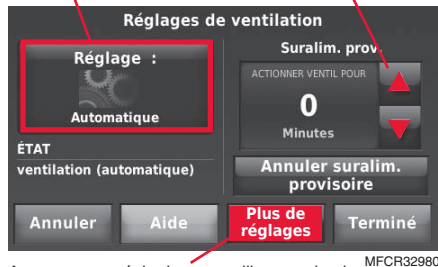 Réglages de ventilation
Réglage :
Automatique
ÉTAT
ventilation (automatique)
Suralim. prov.
ACTIONNER VENTIL POUR
0
Minutes
Annuler suralim.
provisoire
Annuler
Aide
Plus de
réglages
Terminé
MFCR32980